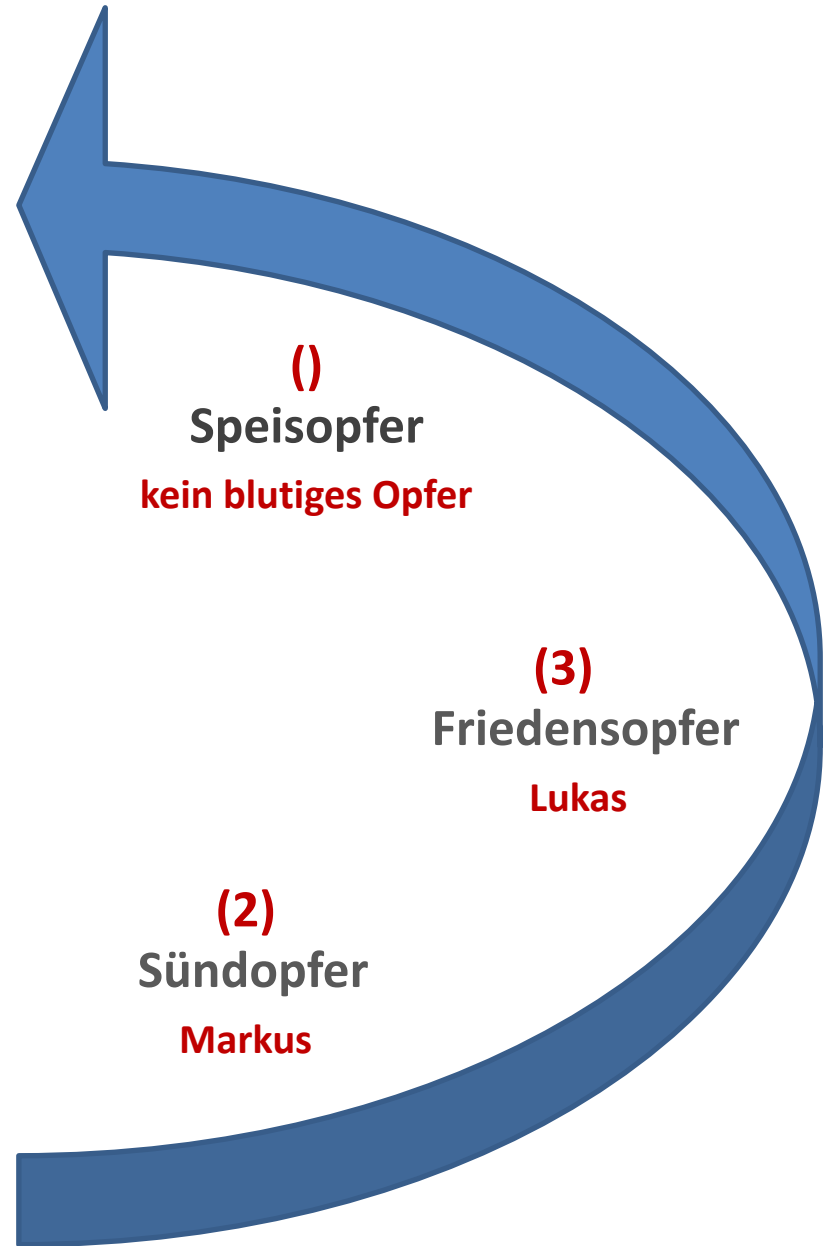 ()
Speisopfer
kein blutiges Opfer
(3)
Friedensopfer
Lukas
(2)
Sündopfer
Markus